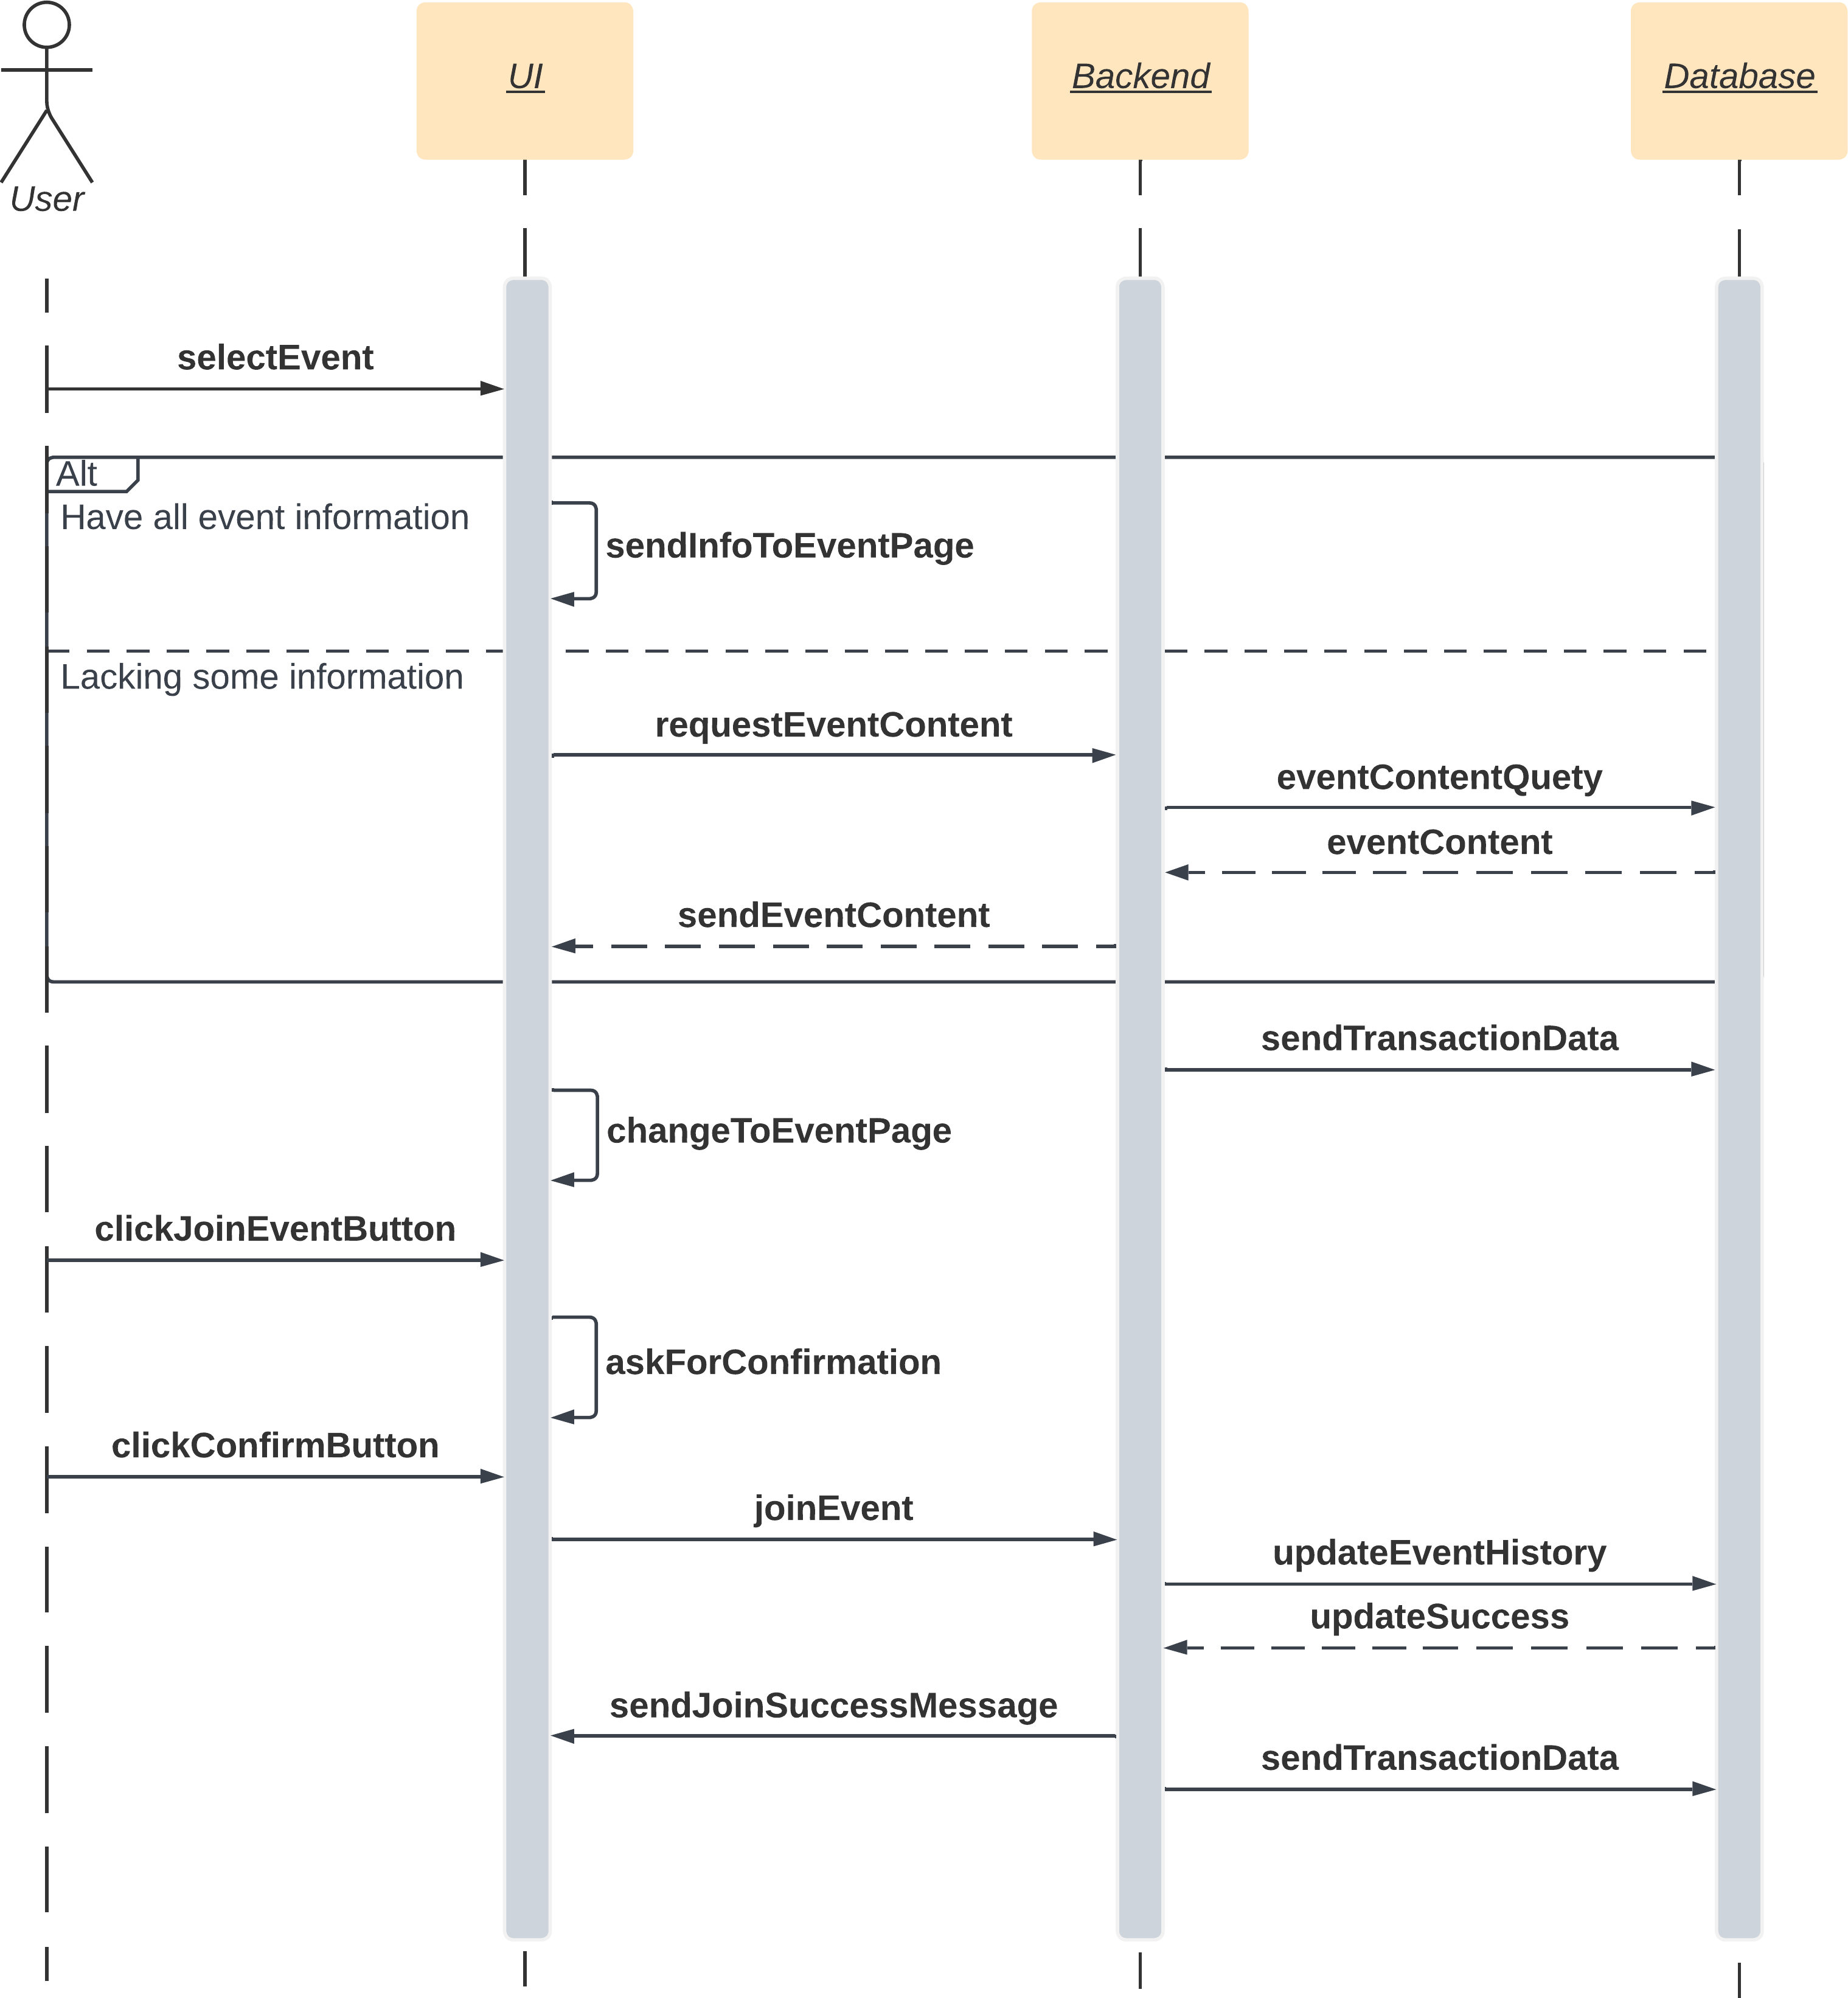 UI
Backend
Database
User
selectEvent
Alt
Have all event information
sendInfoToEventPage
Lacking some information
requestEventContent
eventContentQuety
eventContent
sendEventContent
sendTransactionData
changeToEventPage
clickJoinEventButton
askForConfirmation
clickConfirmButton
joinEvent
updateEventHistory
updateSuccess
sendJoinSuccessMessage
sendTransactionData